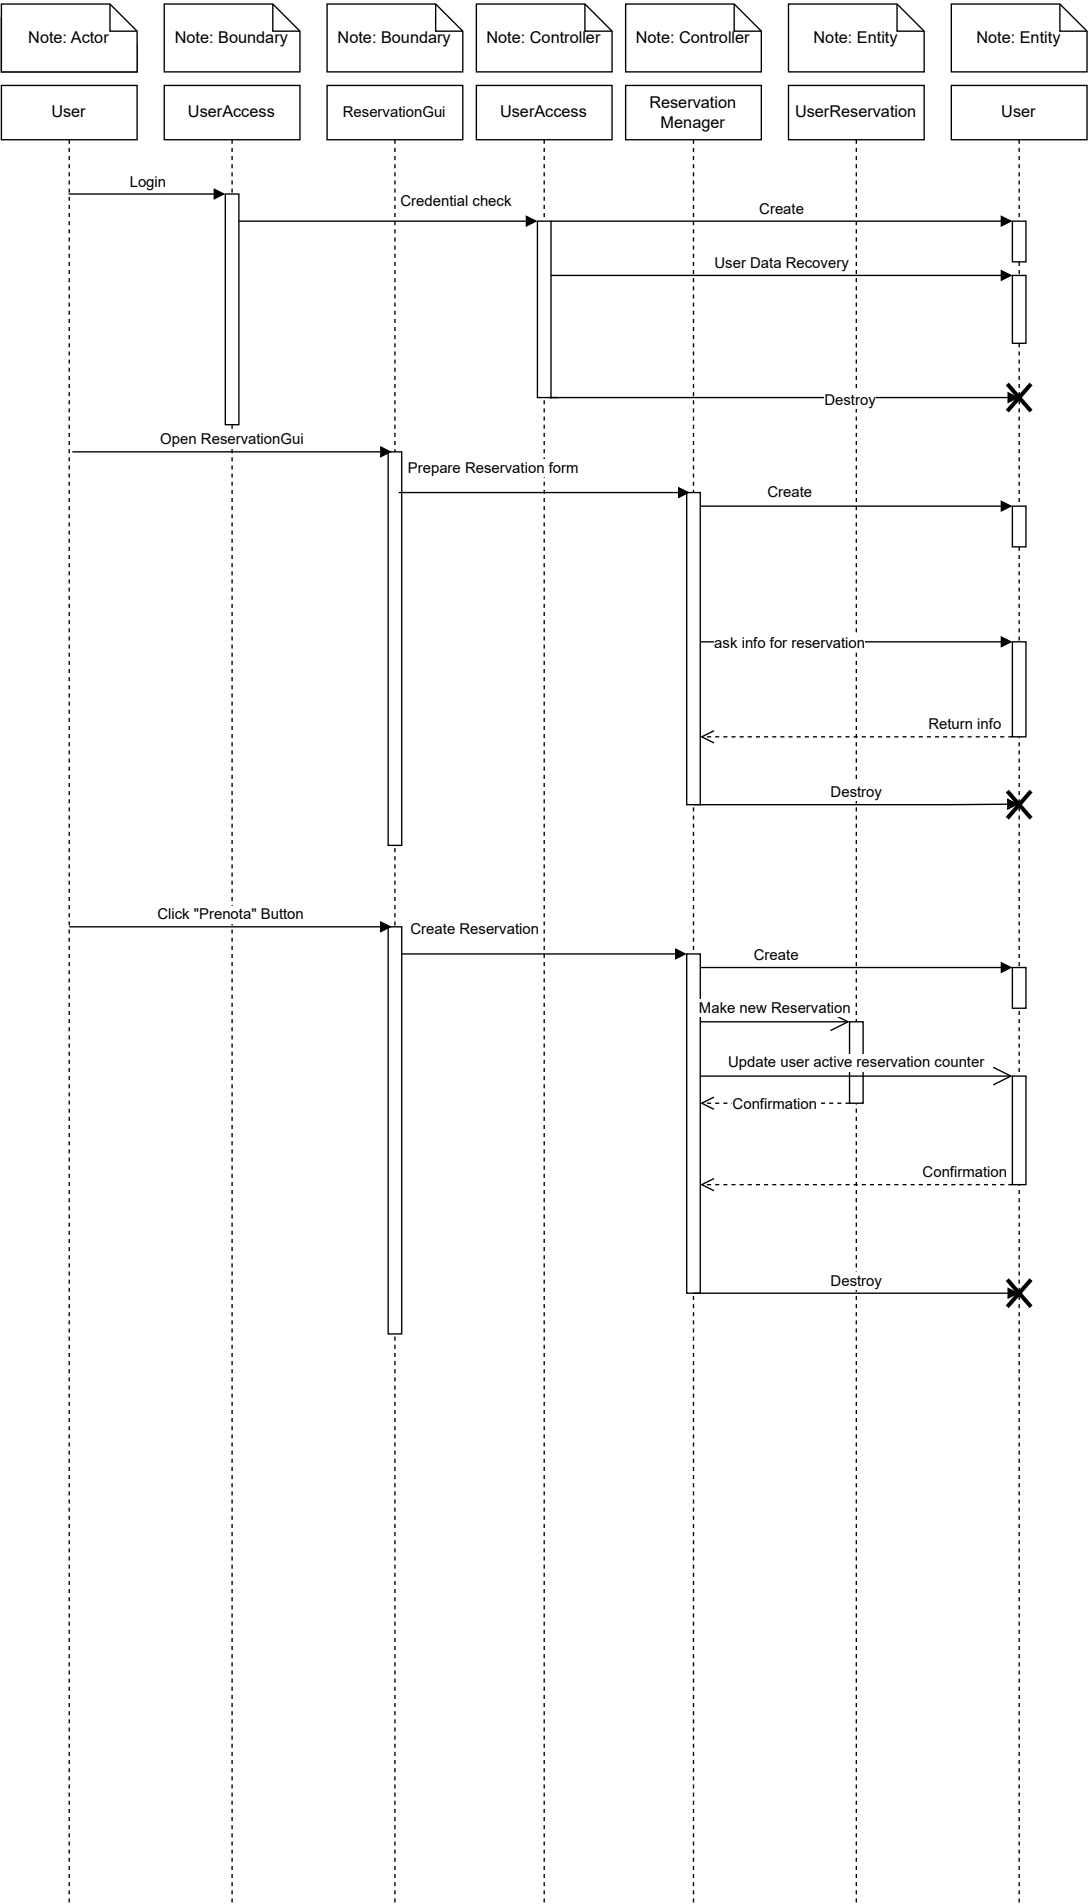 Note: Actor
Note: Boundary
Note: Boundary
Note: Controller
Note: Controller
Note: Entity
Note: Entity
User
UserAccess
ReservationGui
UserAccess
Reservation
Menager
UserReservation
User
Login
Credential check
Create
User Data Recovery
Destroy
Open ReservationGui
Prepare Reservation form
Create
ask info for reservation
Return info
Destroy
Click "Prenota" Button
Create Reservation
Create
Make new Reservation
Update user active reservation counter
Confirmation
Confirmation
Destroy